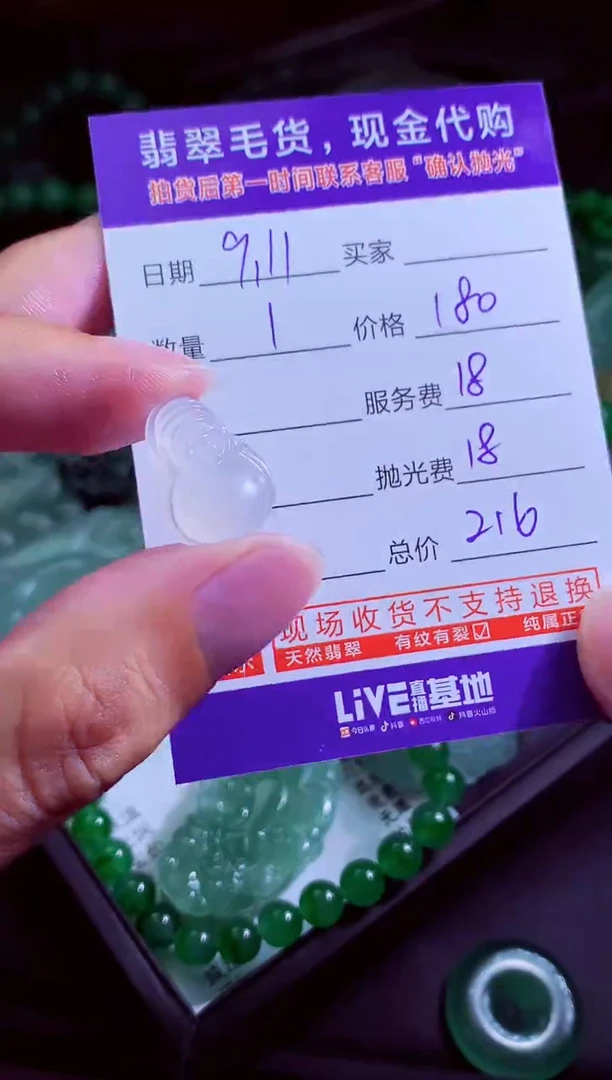 翡翠毛货，现金代购
拍货后第一时间联系客服“确认抛光”
日期 9.11 买家
数量 1 价格 180
服务费 18
抛光费 18
总价 216
现场收货不支持退换
天然翡翠 有纹有裂☑ 纯属正
LiVE直播基地
今日头条 抖音 西瓜视频 抖音火山版